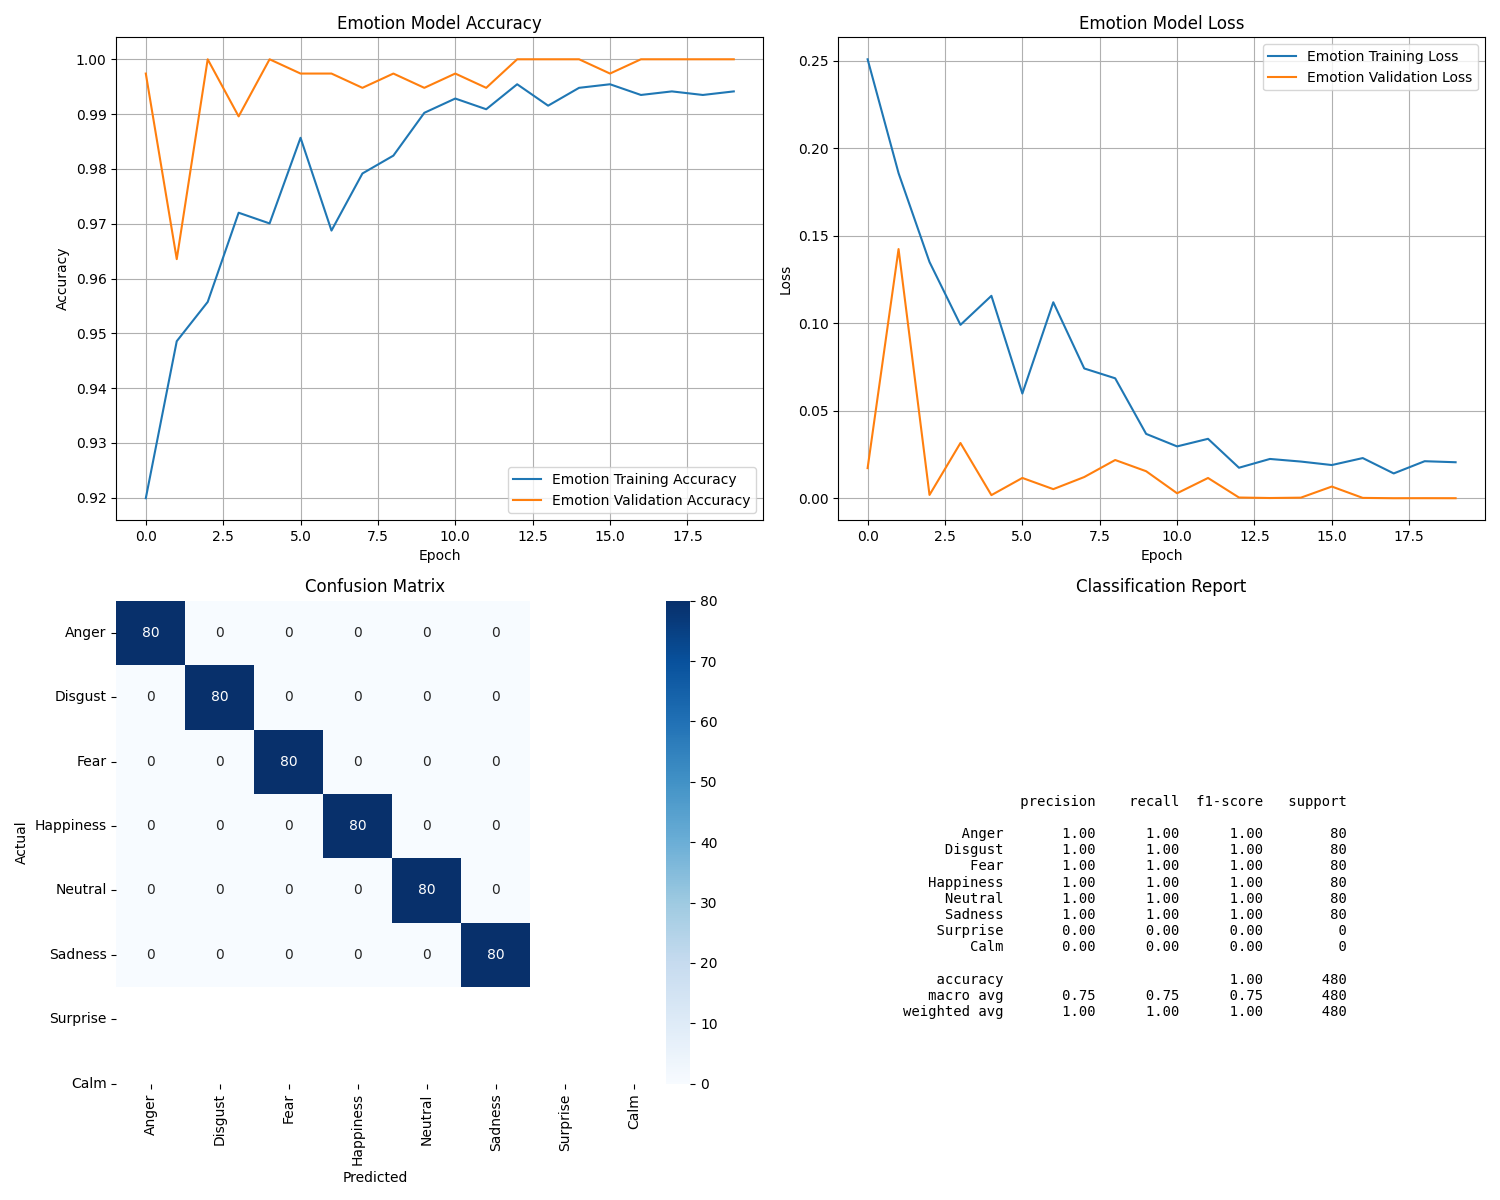 Emotion Model Accuracy
1.00
0.99
0.98
0.97
0.96
0.95
0.94
0.93
0.92
Accuracy
0.0 2.5 5.0 7.5 10.0 12.5 15.0 17.5
Epoch
Emotion Training Accuracy
Emotion Validation Accuracy
Emotion Model Loss
0.25
0.20
0.15
0.10
0.05
0.00
Loss
0.0 2.5 5.0 7.5 10.0 12.5 15.0 17.5
Epoch
Emotion Training Loss
Emotion Validation Loss
Confusion Matrix
Actual
Anger 80 0 0 0 0 0
Disgust 0 80 0 0 0 0
Fear 0 0 80 0 0 0
Happiness 0 0 0 80 0 0
Neutral 0 0 0 0 80 0
Sadness 0 0 0 0 0 80
Surprise
Calm
Anger Disgust Fear Happiness Neutral Sadness Surprise Calm
Predicted
80
70
60
50
40
30
20
10
0
Classification Report
precision recall f1-score support
Anger 1.00 1.00 1.00 80
Disgust 1.00 1.00 1.00 80
Fear 1.00 1.00 1.00 80
Happiness 1.00 1.00 1.00 80
Neutral 1.00 1.00 1.00 80
Sadness 1.00 1.00 1.00 80
Surprise 0.00 0.00 0.00 0
Calm 0.00 0.00 0.00 0
accuracy 1.00 480
macro avg 0.75 0.75 0.75 480
weighted avg 1.00 1.00 1.00 480